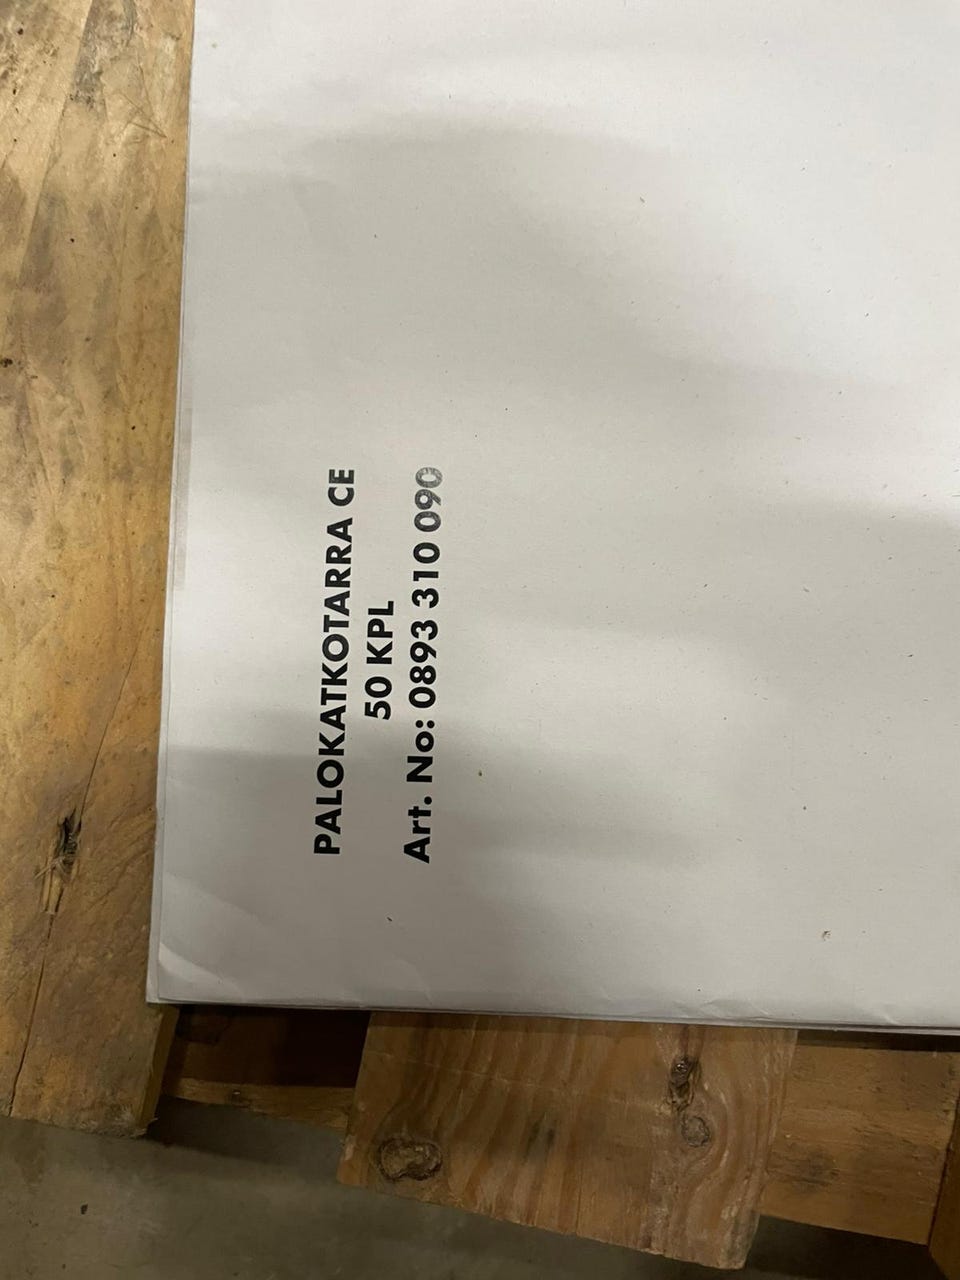 PALOKATKOTARRA CE
50 KPL
Art. No: 0893 310 090